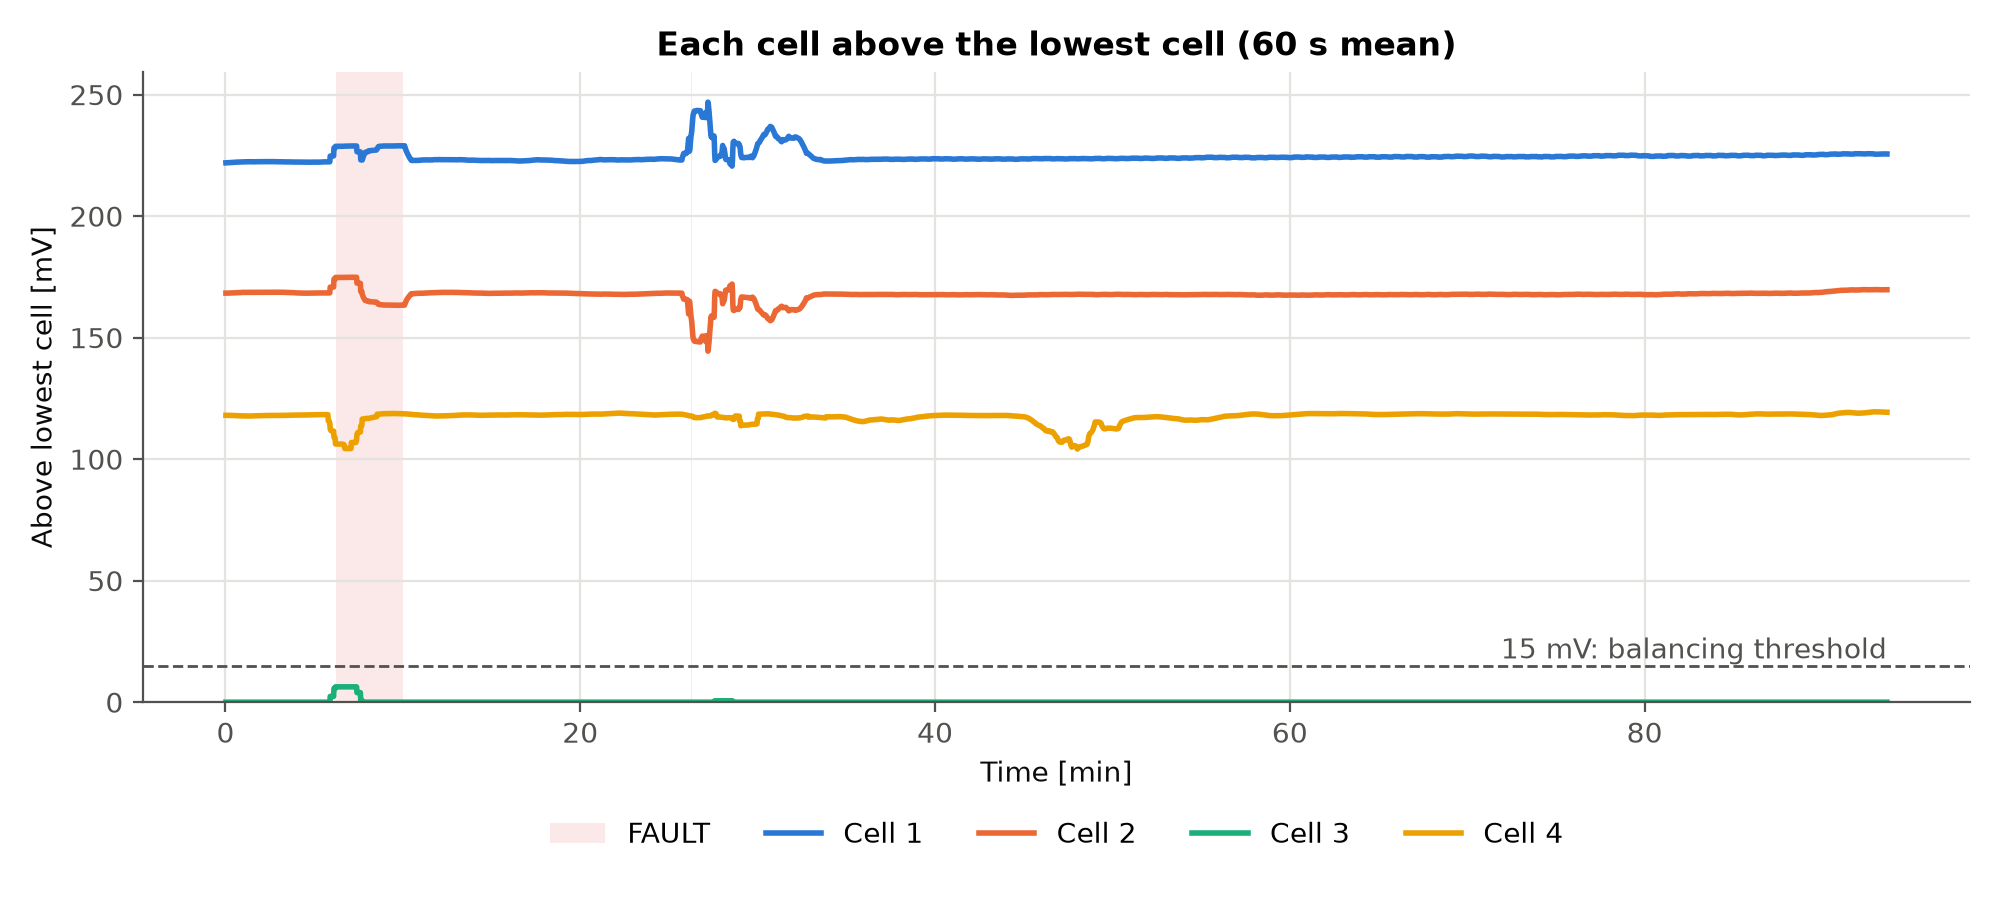 Each cell above the lowest cell (60 s mean)
Above lowest cell [mV]
250
200
150
100
50
0
15 mV: balancing threshold
0 20 40 60 80
Time [min]
FAULT Cell 1 Cell 2 Cell 3 Cell 4